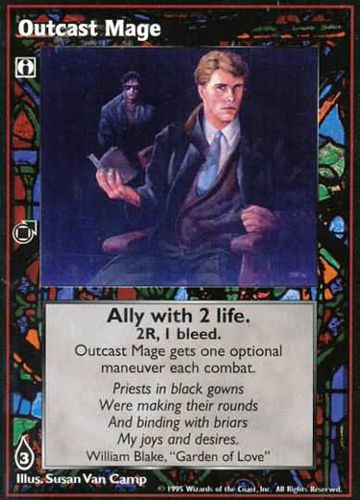 Outcast Mage
Ally with 2 life.
2R, 1 bleed.
Outcast Mage gets one optional
maneuver each combat.
Priests in black gowns
Were making their rounds
And binding with briars
My joys and desires.
William Blake, “Garden of Love”
3
Illus. Susan Van Camp
© 1995 Wizards of the Coast, Inc. All Rights Reserved.